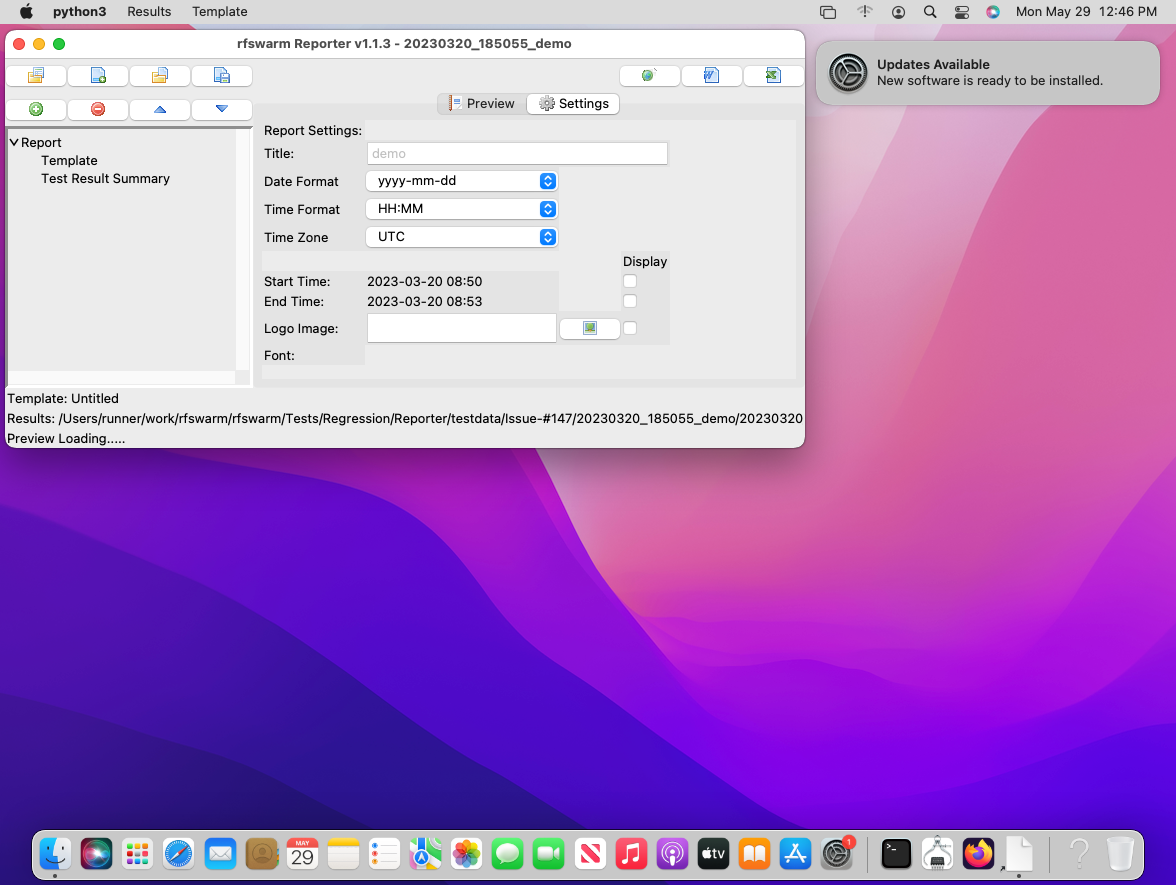 python3 Results Template
Mon May 29 12:46 PM
rfswarm Reporter v1.1.3 - 20230320_185055_demo
Updates Available
New software is ready to be installed.
Preview Settings
Report
Template
Test Result Summary
Report Settings:
Title: demo
Date Format yyyy-mm-dd
Time Format HH:MM
Time Zone UTC
Display
Start Time: 2023-03-20 08:50
End Time: 2023-03-20 08:53
Logo Image:
Font:
Template: Untitled
Results: /Users/runner/work/rfswarm/rfswarm/Tests/Regression/Reporter/testdata/Issue-#147/20230320_185055_demo/20230320
Preview Loading.....
MAY
29
tv
1